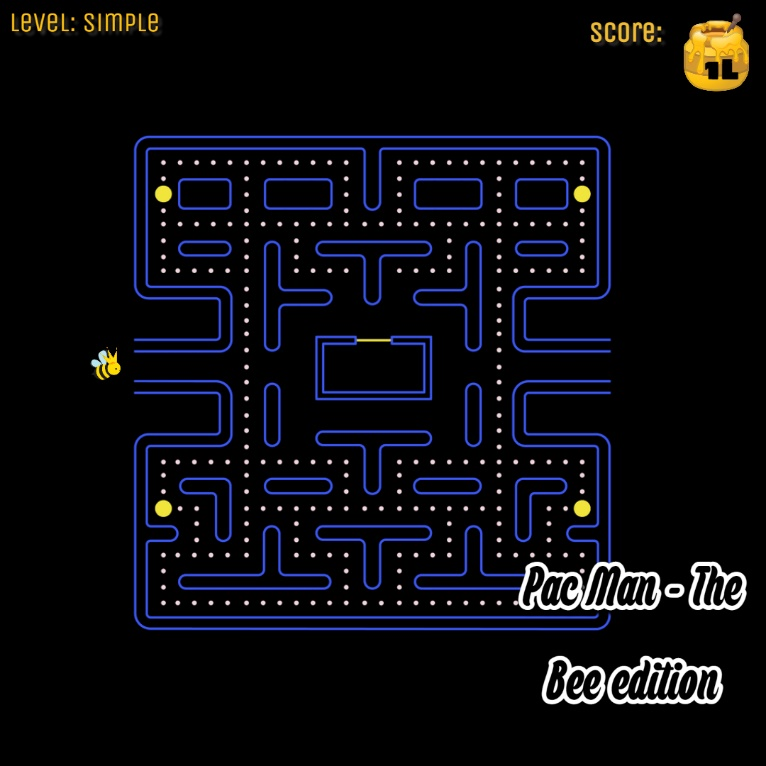 Level: Simple
score:
1L
Pac Man - The
Bee edition